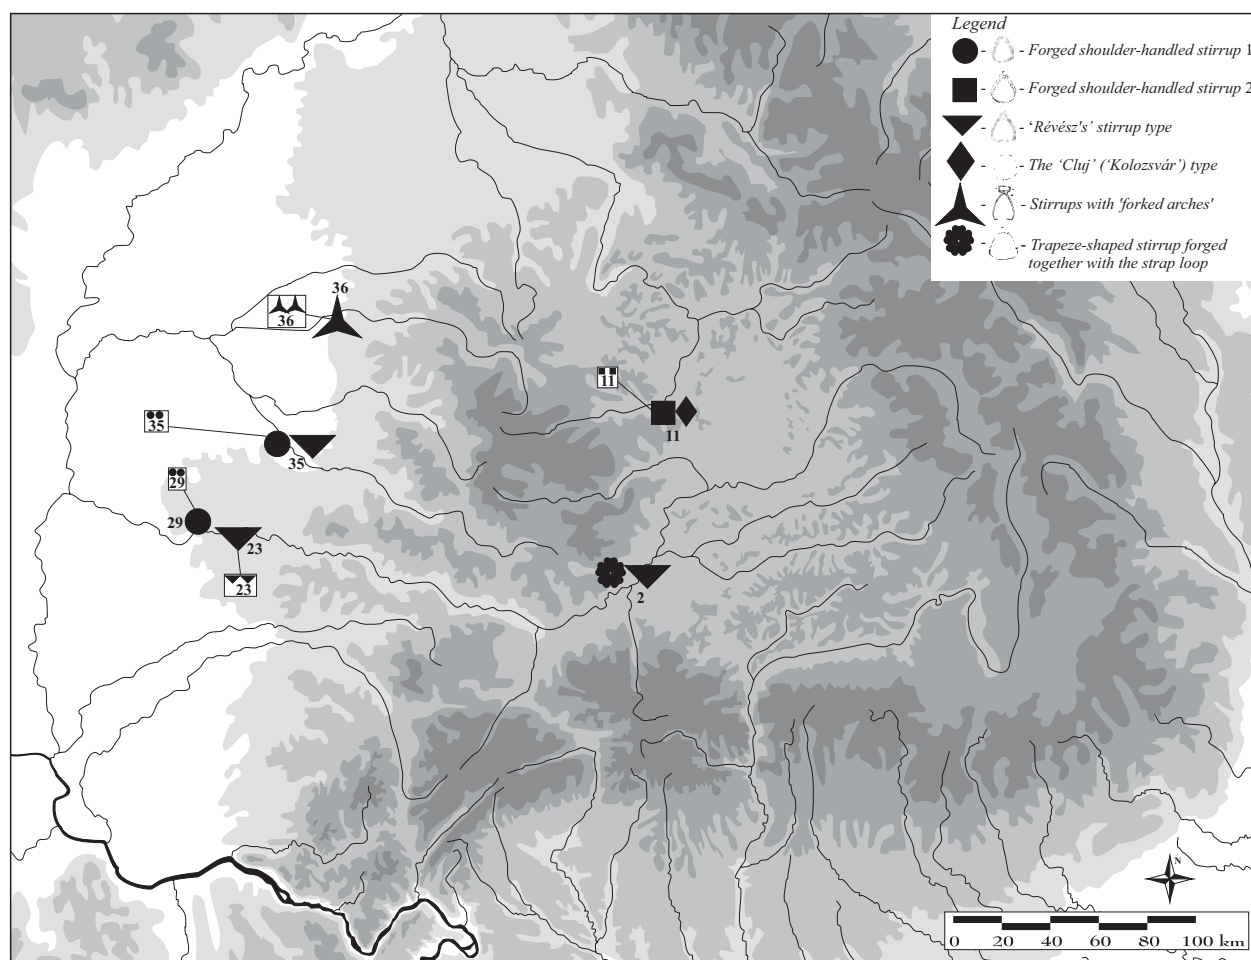 Legend
- - Forged shoulder-handled stirrup 1
- - Forged shoulder-handled stirrup 2
- - ‘Révész's’ stirrup type
- - The ‘Cluj’ (‘Kolozsvár’) type
- - Stirrups with 'forked arches'
- - Trapeze-shaped stirrup forged
together with the strap loop
36
36
11
11
35
35
29
29
23
23
2
N
0 20 40 60 80 100 km